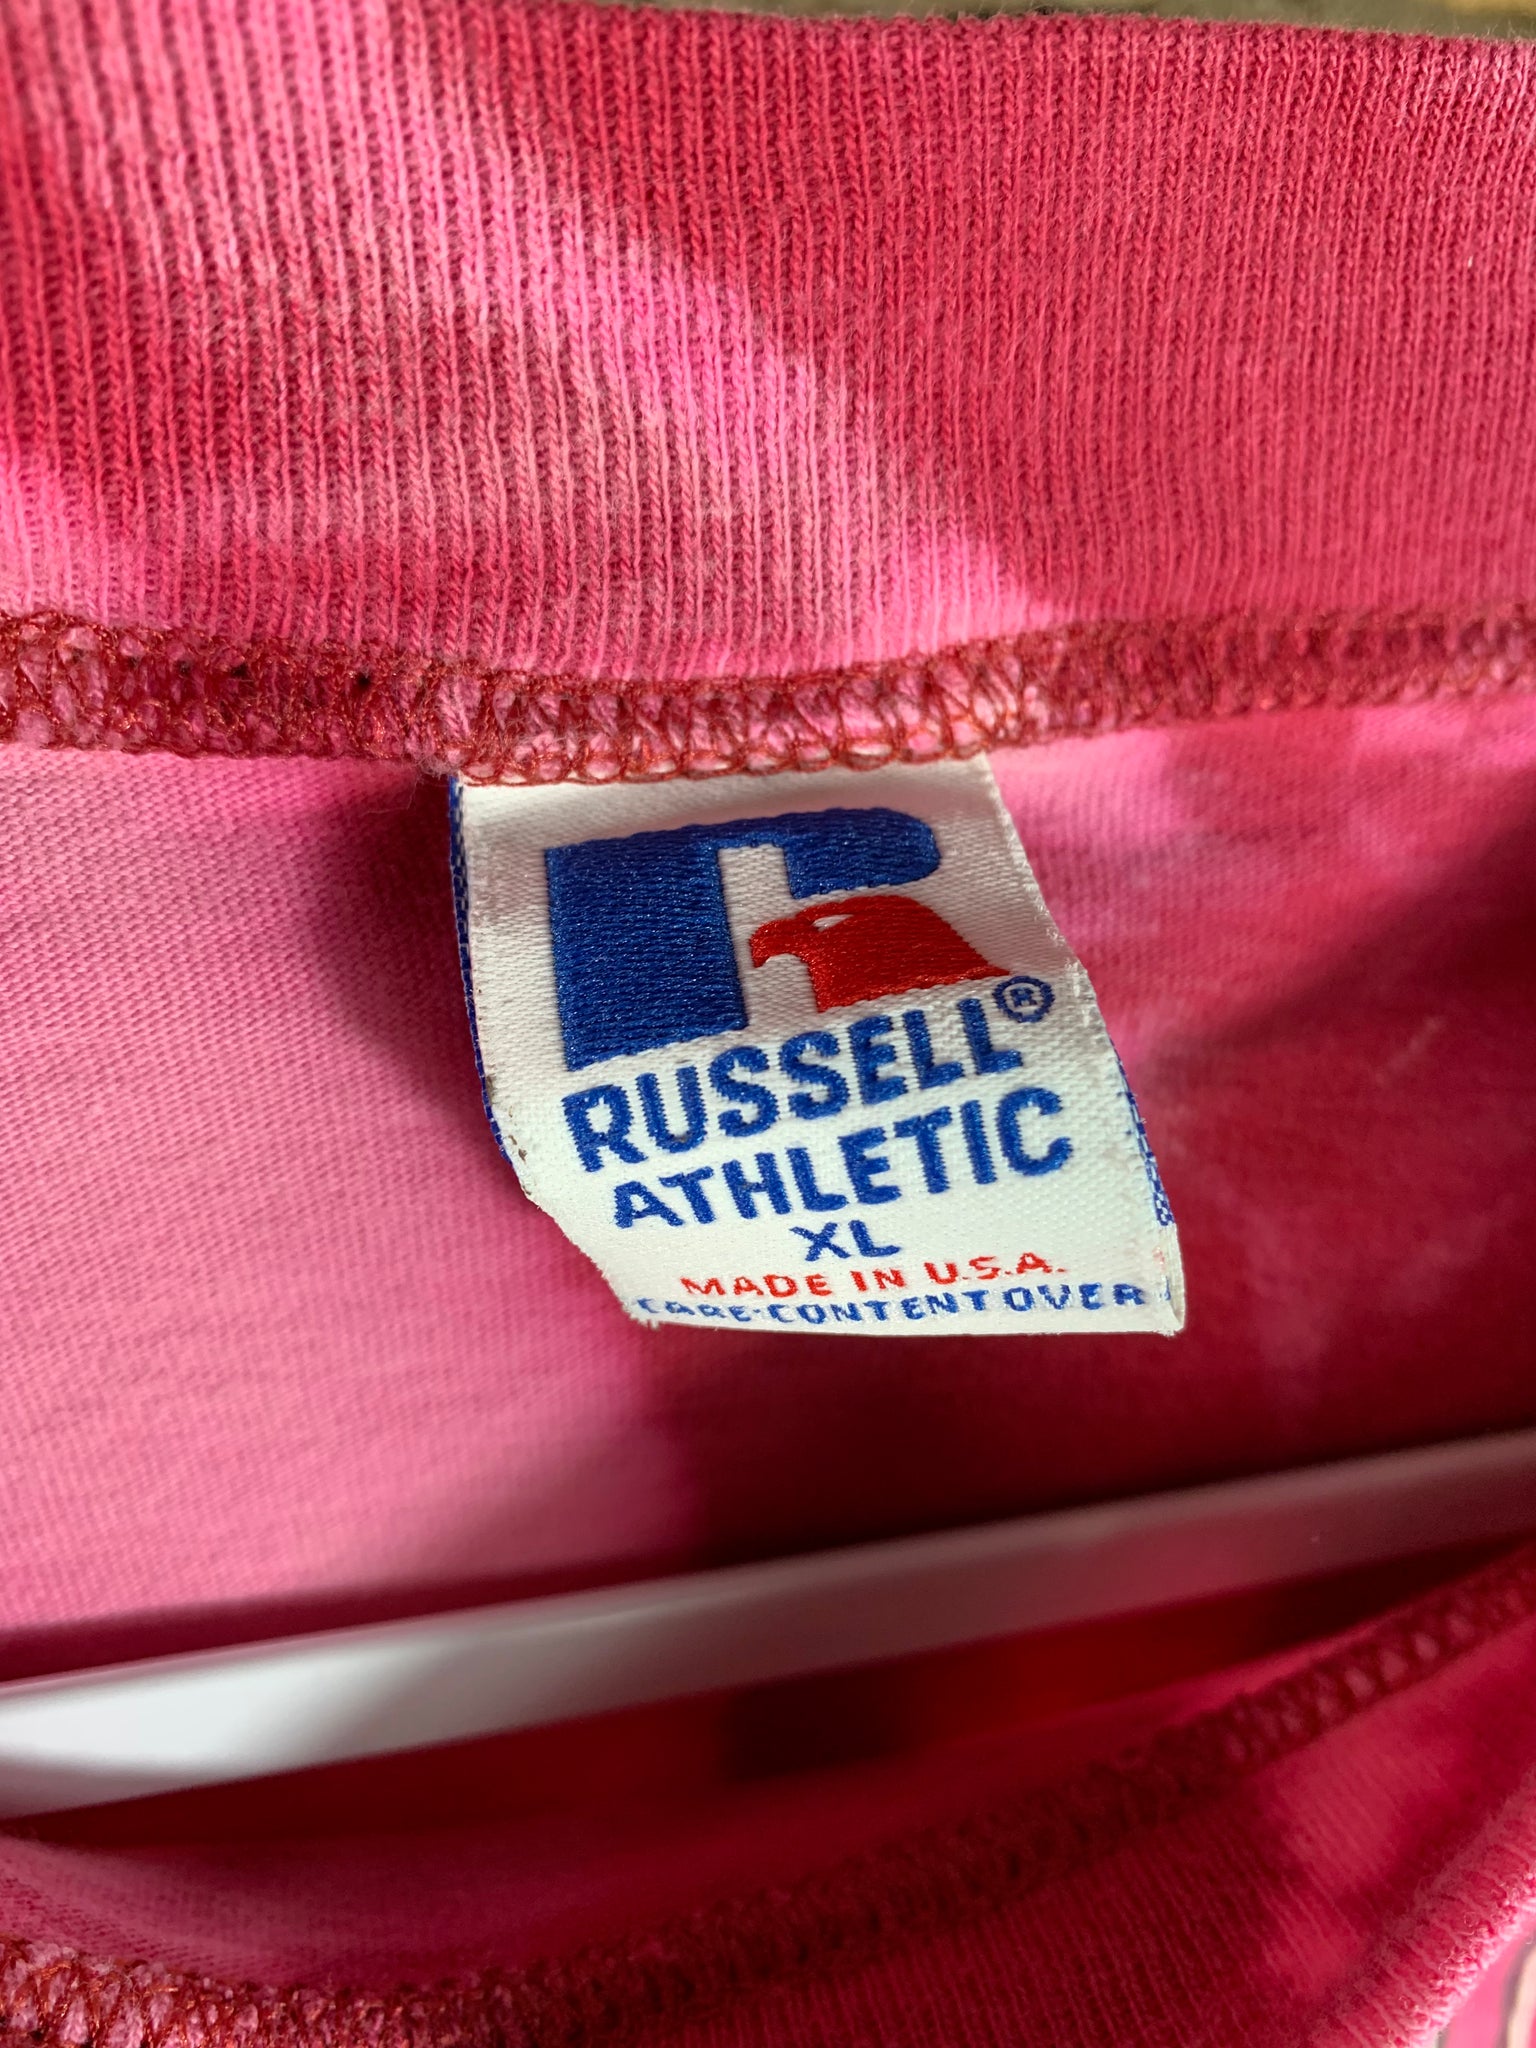 RUSSELL®
ATHLETIC
XL
MADE IN U.S.A.
CARE·CONTENT OVER